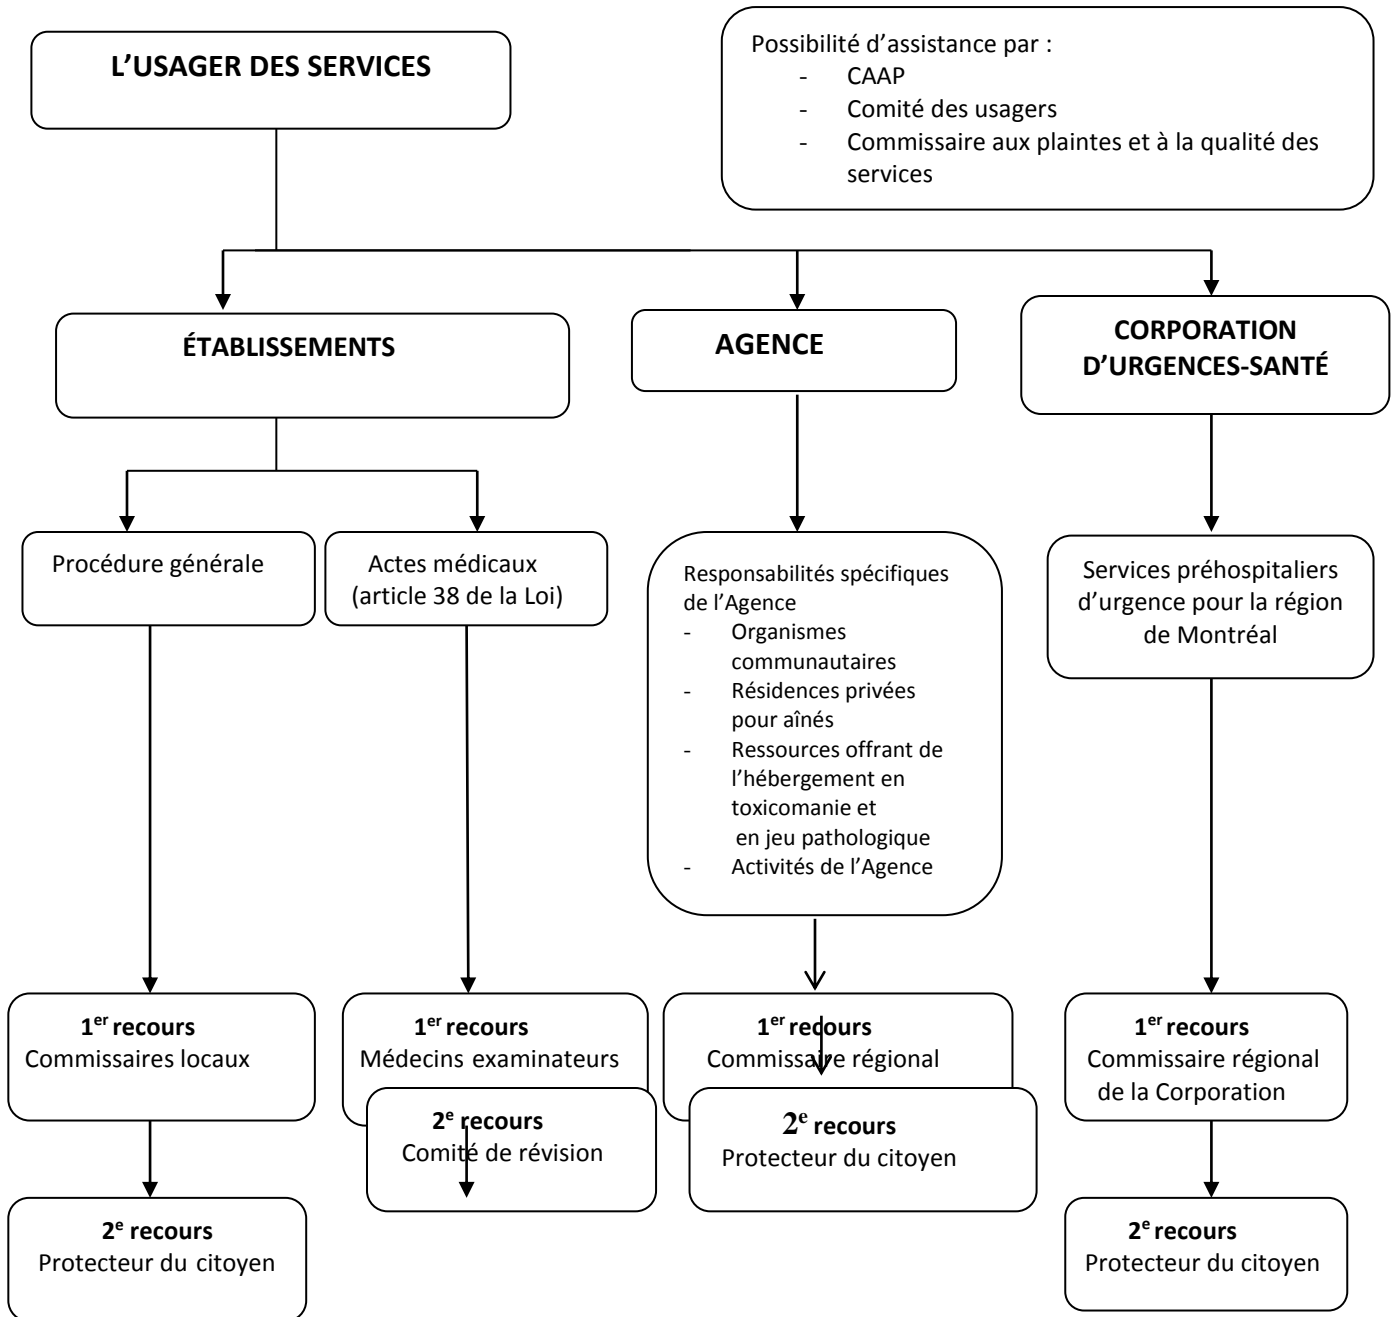 L'USAGER DES SERVICES
Possibilité d'assistance par :
- CAAP
- Comité des usagers
- Commissaire aux plaintes et à la qualité des
services
ÉTABLISSEMENTS
AGENCE
CORPORATION
D'URGENCES-SANTÉ
Procédure générale
Actes médicaux
(article 38 de la Loi)
Responsabilités spécifiques
de l'Agence
- Organismes
communautaires
- Résidences privées
pour aînés
- Ressources offrant de
l'hébergement en
toxicomanie et
en jeu pathologique
- Activités de l'Agence
Services préhospitaliers
d'urgence pour la région
de Montréal
1er recours
Commissaires locaux
1er recours
Médecins examinateurs
1er recours
Commissaire régional
1er recours
Commissaire régional
de la Corporation
2e recours
Comité de révision
2e recours
Protecteur du citoyen
2e recours
Protecteur du citoyen
2e recours
Protecteur du citoyen